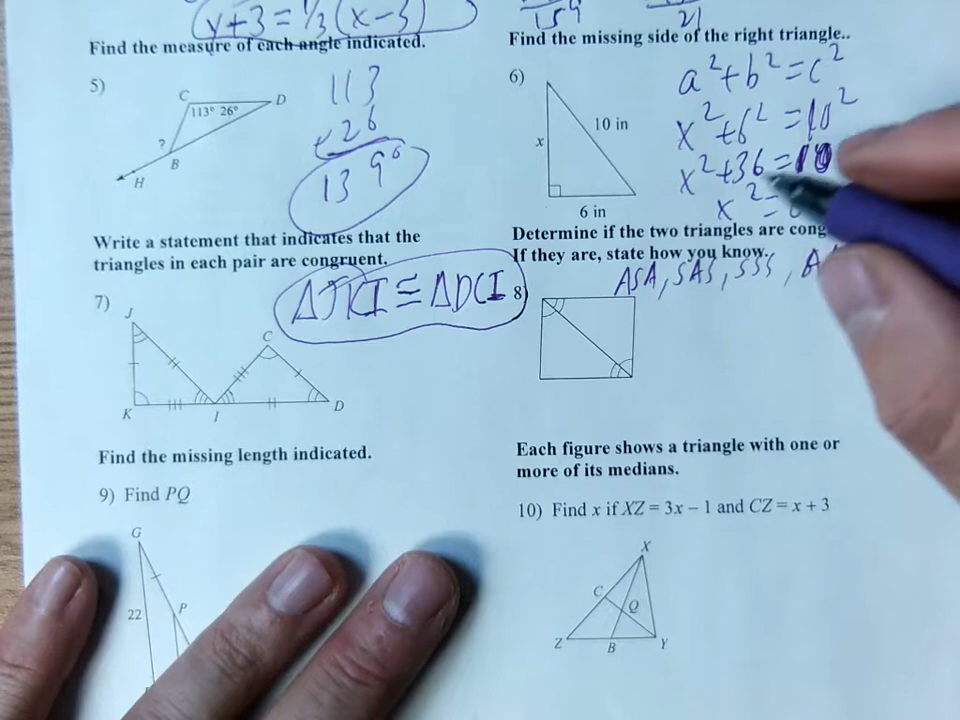 y+3 = 1/3 (x-3)
159
21
Find the measure of each angle indicated.
Find the missing side of the right triangle..
5)
C
D
113° 26°
?
B
H
113
+26
139°
6)
x
10 in
6 in
a²+b²=c²
x²+6²=10²
x²+36=10
x²=
Write a statement that indicates that the
triangles in each pair are congruent.
Determine if the two triangles are cong
If they are, state how you know.
7)
ΔJKI ≅ ΔDCI
J
C
K
I
D
8)
ASA, SAS, SSS, A
Find the missing length indicated.
Each figure shows a triangle with one or
more of its medians.
9) Find PQ
G
22
P
10) Find x if XZ = 3x − 1 and CZ = x + 3
X
C
Q
Z
B
Y